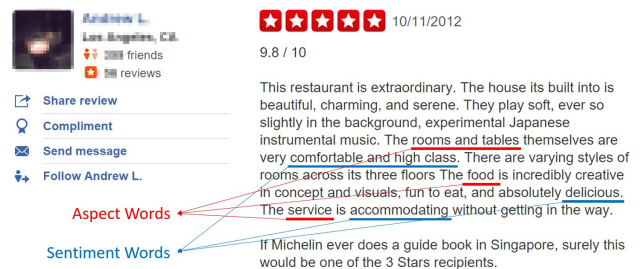 Andrew L.
Los Angeles, CA
friends
reviews
Share review
Compliment
Send message
Follow Andrew L.
Aspect Words
Sentiment Words
10/11/2012
9.8 / 10
This restaurant is extraordinary. The house its built into is
beautiful, charming, and serene. They play soft, ever so
slightly in the background, experimental Japanese
instrumental music. The rooms and tables themselves are
very comfortable and high class. There are varying styles of
rooms across its three floors The food is incredibly creative
in concept and visuals, fun to eat, and absolutely delicious.
The service is accommodating without getting in the way.
If Michelin ever does a guide book in Singapore, surely this
would be one of the 3 Stars recipients.